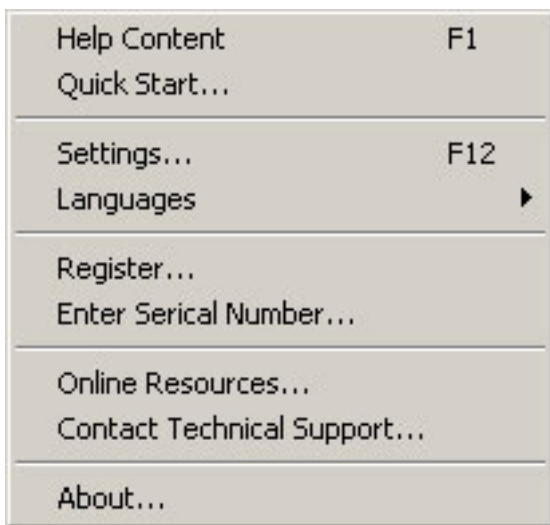 Help Content F1
Quick Start...
Settings... F12
Languages
Register...
Enter Serical Number...
Online Resources...
Contact Technical Support...
About...